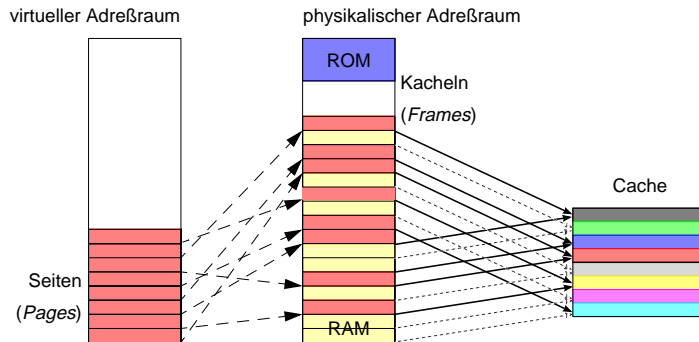 virtueller Adreßraum
physikalischer Adreßraum
ROM
Kacheln
(Frames)
Cache
Seiten
(Pages)
RAM